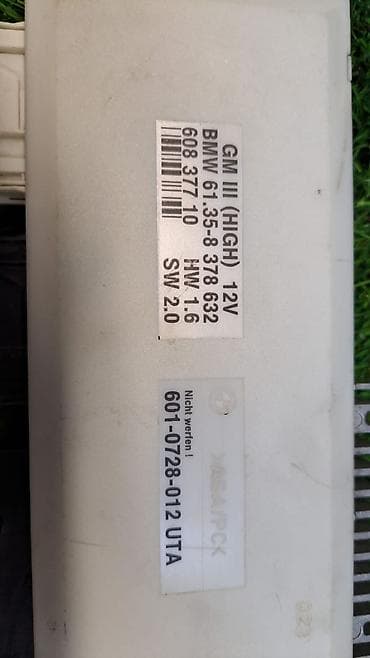 GM III (HIGH) 12V
BMW 61.35-8 378 632
608 377 10 HW 1.6
SW 2.0
Nicht werfen !
601-0728-012 UTA